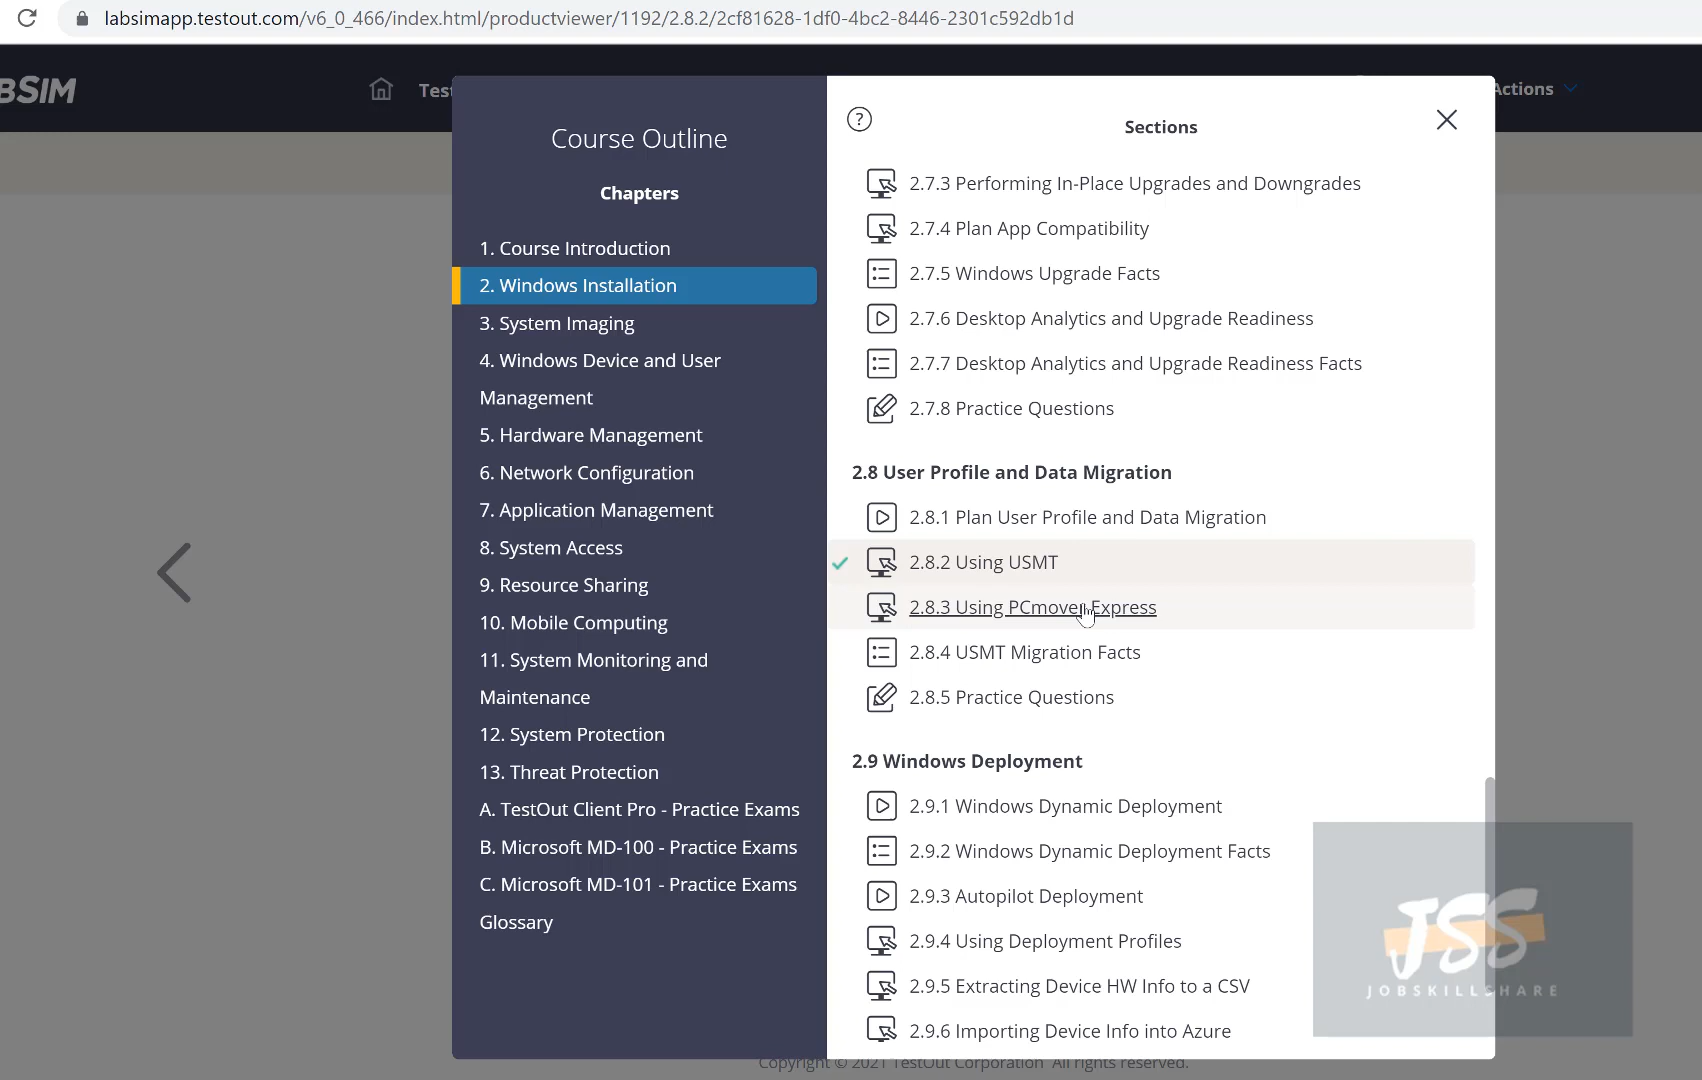 labsimapp.testout.com/v6_0_466/index.html/productviewer/1192/2.8.2/2cf81628-1df0-4bc2-8446-2301c592db1d
BSIM
Test
Actions
Course Outline
Chapters
1. Course Introduction
2. Windows Installation
3. System Imaging
4. Windows Device and User
Management
5. Hardware Management
6. Network Configuration
7. Application Management
8. System Access
9. Resource Sharing
10. Mobile Computing
11. System Monitoring and
Maintenance
12. System Protection
13. Threat Protection
A. TestOut Client Pro - Practice Exams
B. Microsoft MD-100 - Practice Exams
C. Microsoft MD-101 - Practice Exams
Glossary
?
Sections
2.7.3 Performing In-Place Upgrades and Downgrades
2.7.4 Plan App Compatibility
2.7.5 Windows Upgrade Facts
2.7.6 Desktop Analytics and Upgrade Readiness
2.7.7 Desktop Analytics and Upgrade Readiness Facts
2.7.8 Practice Questions
2.8 User Profile and Data Migration
2.8.1 Plan User Profile and Data Migration
2.8.2 Using USMT
2.8.3 Using PCmover Express
2.8.4 USMT Migration Facts
2.8.5 Practice Questions
2.9 Windows Deployment
2.9.1 Windows Dynamic Deployment
2.9.2 Windows Dynamic Deployment Facts
2.9.3 Autopilot Deployment
2.9.4 Using Deployment Profiles
2.9.5 Extracting Device HW Info to a CSV
2.9.6 Importing Device Info into Azure
JSS
JOBSKILLSHARE
Copyright © 2021 TestOut Corporation All rights reserved.